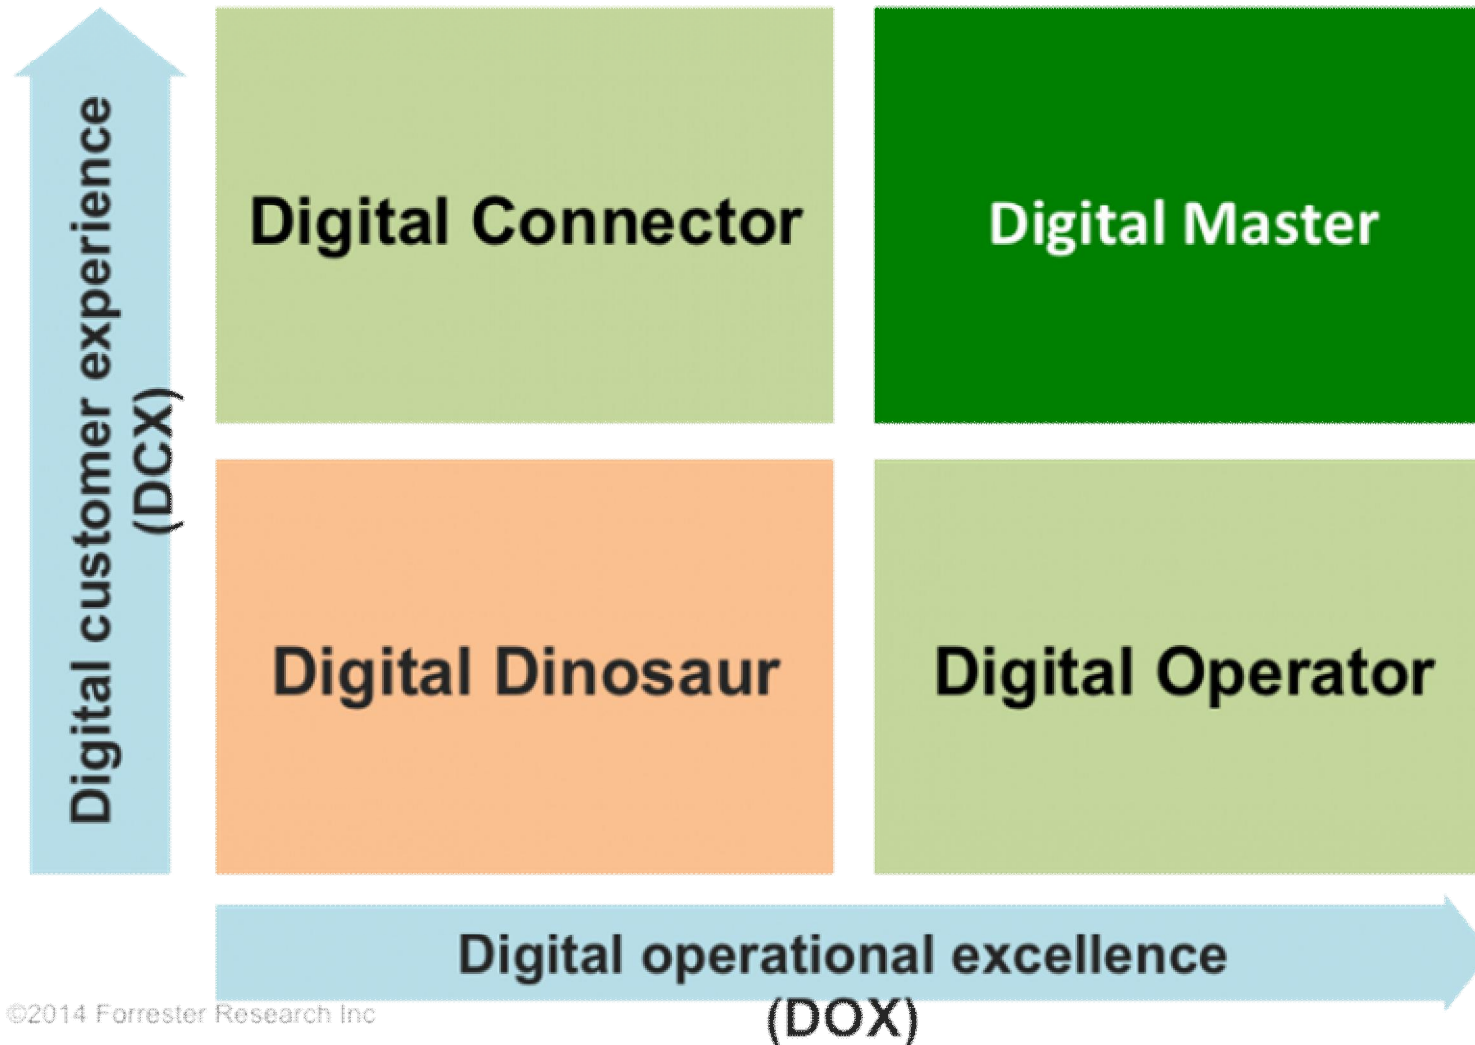 Digital customer experience
(DCX)
Digital Connector
Digital Master
Digital Dinosaur
Digital Operator
Digital operational excellence
(DOX)
©2014 Forrester Research Inc